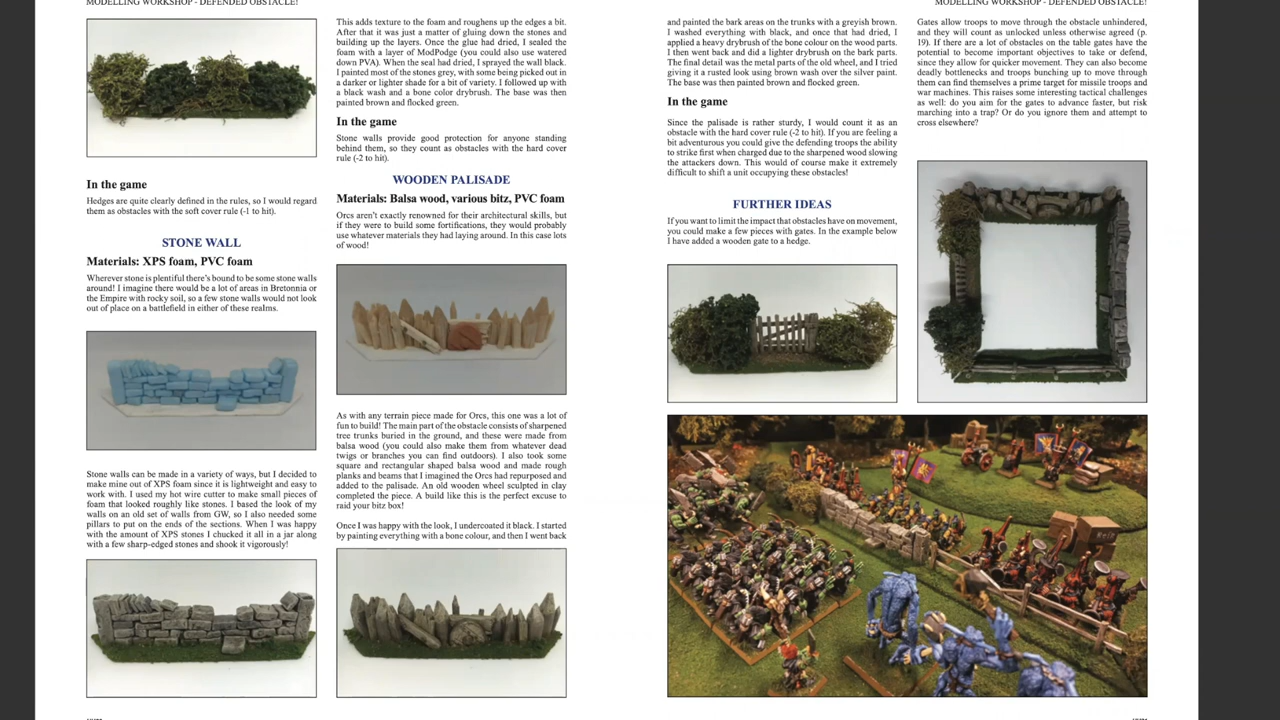 MODELLING WORKSHOP - DEFENDED OBSTACLE!
In the game
Hedges are quite clearly defined in the rules, so I would regard
them as obstacles with the soft cover rule (-1 to hit).
STONE WALL
Materials: XPS foam, PVC foam
Wherever stone is plentiful there's bound to be some stone walls
around! I imagine there would be a lot of areas in Bretonnia or
the Empire with rocky soil, so a few stone walls would not look
out of place on a battlefield in either of these realms.
Stone walls can be made in a variety of ways, but I decided to
make mine out of XPS foam since it is lightweight and easy to
work with. I used my hot wire cutter to make small pieces of
foam that looked roughly like stones. I based the look of my
walls on an old set of walls from GW, so I also needed some
pillars to put on the ends of the sections. When I was happy
with the amount of XPS stones I chucked it all in a jar along
with a few sharp-edged stones and shook it vigorously!
This adds texture to the foam and roughens up the edges a bit.
After that it was just a matter of gluing down the stones and
building up the layers. Once the glue had dried, I sealed the
foam with a layer of ModPodge (you could also use watered
down PVA). When the seal had dried, I sprayed the wall black.
I painted most of the stones grey, with some being picked out in
a darker or lighter shade for a bit of variety. I followed up with
a black wash and a bone color drybrush. The base was then
painted brown and flocked green.
In the game
Stone walls provide good protection for anyone standing
behind them, so they count as obstacles with the hard cover
rule (-2 to hit).
WOODEN PALISADE
Materials: Balsa wood, various bitz, PVC foam
Orcs aren't exactly renowned for their architectural skills, but
if they were to build some fortifications, they would probably
use whatever materials they had laying around. In this case lots
of wood!
As with any terrain piece made for Orcs, this one was a lot of
fun to build! The main part of the obstacle consists of sharpened
tree trunks buried in the ground, and these were made from
balsa wood (you could also make them from whatever dead
twigs or branches you can find outdoors). I also took some
square and rectangular shaped balsa wood and made rough
planks and beams that I imagined the Orcs had repurposed and
added to the palisade. An old wooden wheel sculpted in clay
completed the piece. A build like this is the perfect excuse to
raid your bitz box!
Once I was happy with the look, I undercoated it black. I started
by painting everything with a bone colour, and then I went back
MODELLING WORKSHOP - DEFENDED OBSTACLE!
and painted the bark areas on the trunks with a greyish brown.
I washed everything with black, and once that had dried, I
applied a heavy drybrush of the bone colour on the wood parts.
I then went back and did a lighter drybrush on the bark parts.
The final detail was the metal parts of the old wheel, and I tried
giving it a rusted look using brown wash over the silver paint.
The base was then painted brown and flocked green.
In the game
Since the palisade is rather sturdy, I would count it as an
obstacle with the hard cover rule (-2 to hit). If you are feeling a
bit adventurous you could give the defending troops the ability
to strike first when charged due to the sharpened wood slowing
the attackers down. This would of course make it extremely
difficult to shift a unit occupying these obstacles!
FURTHER IDEAS
If you want to limit the impact that obstacles have on movement,
you could make a few pieces with gates. In the example below
I have added a wooden gate to a hedge.
Gates allow troops to move through the obstacle unhindered,
and they will count as unlocked unless otherwise agreed (p.
19). If there are a lot of obstacles on the table gates have the
potential to become important objectives to take or defend,
since they allow for quicker movement. They can also become
deadly bottlenecks and troops bunching up to move through
them can find themselves a prime target for missile troops and
war machines. This raises some interesting tactical challenges
as well: do you aim for the gates to advance faster, but risk
marching into a trap? Or do you ignore them and attempt to
cross elsewhere?